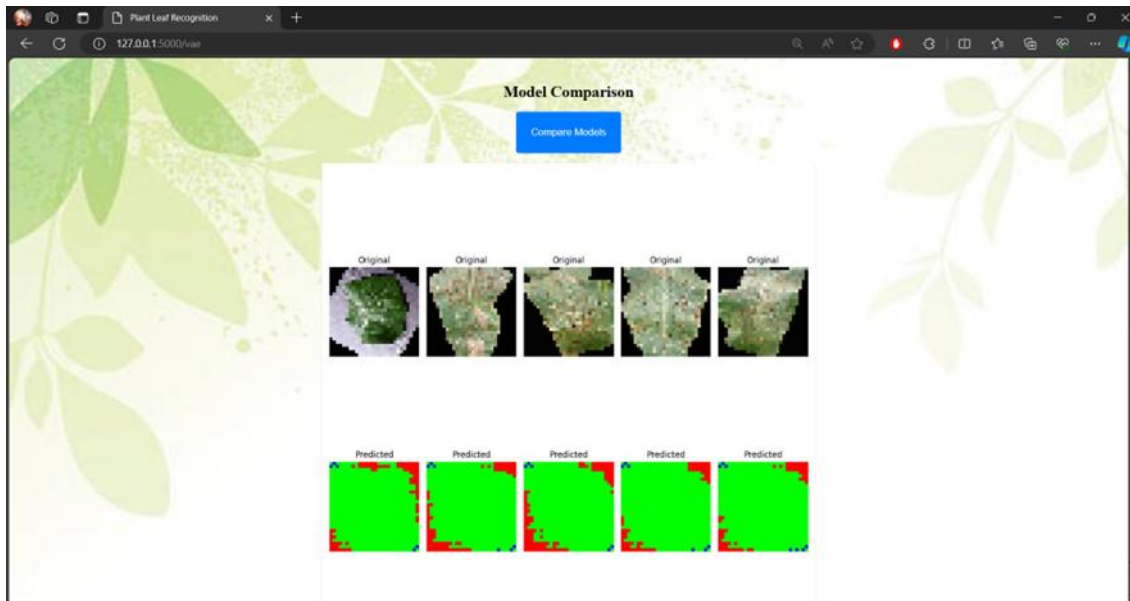 Plant Leaf Recognition
127.0.0.1:5000/vae
Model Comparison
Compare Models
Original Original Original Original Original
Predicted Predicted Predicted Predicted Predicted